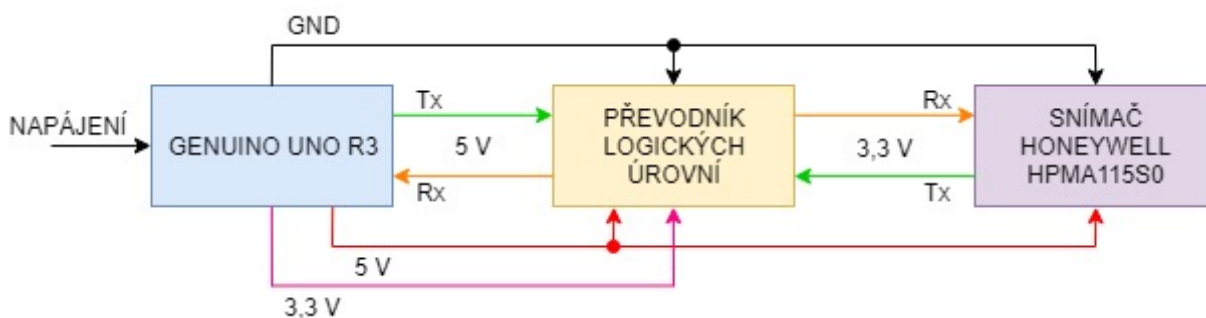 GND
NAPÁJENÍ
GENUINO UNO R3
Tx
5 V
Rx
PŘEVODNÍK
LOGICKÝCH
ÚROVNÍ
Rx
3,3 V
Tx
SNÍMAČ
HONEYWELL
HPMA115S0
5 V
3,3 V